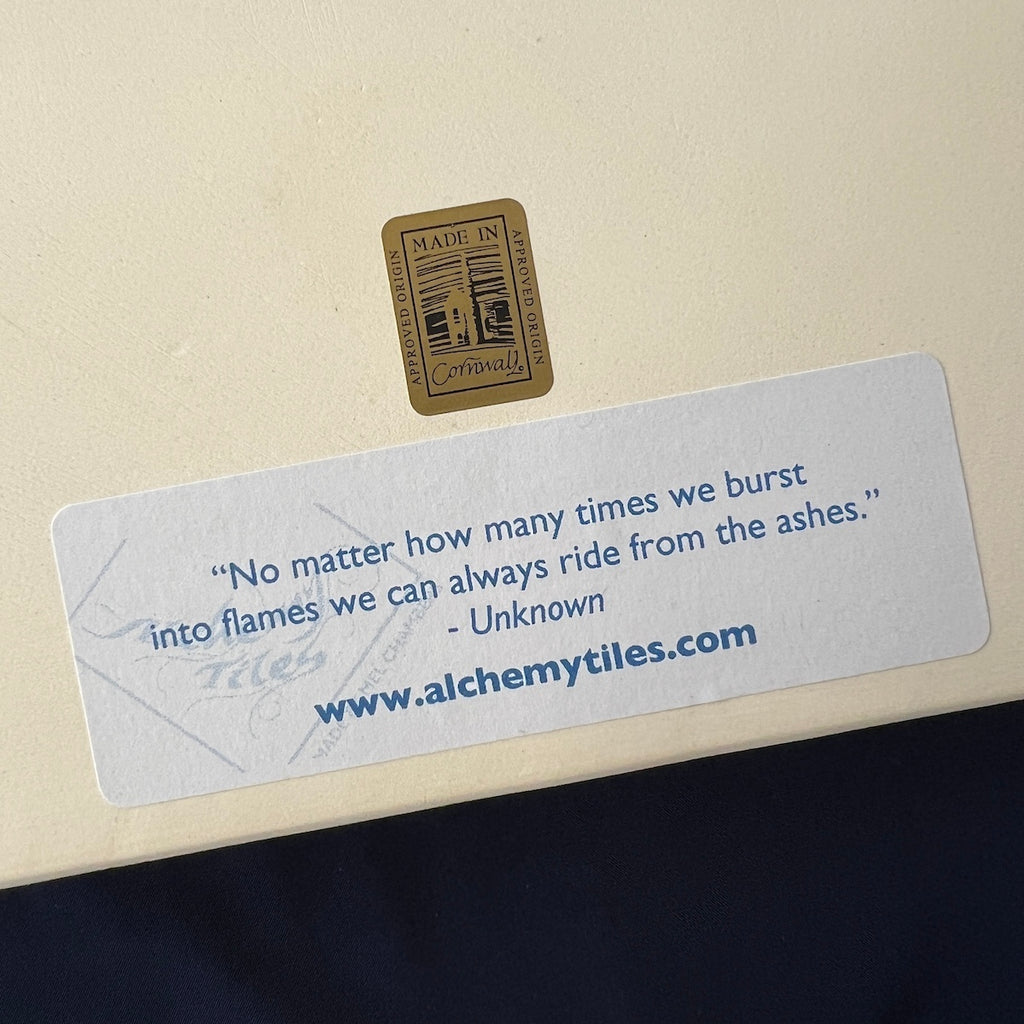 MADE IN
APPROVED ORIGIN
APPROVED ORIGIN
Cornwall
“No matter how many times we burst
into flames we can always ride from the ashes.”
- Unknown
www.alchemytiles.com
Tiles